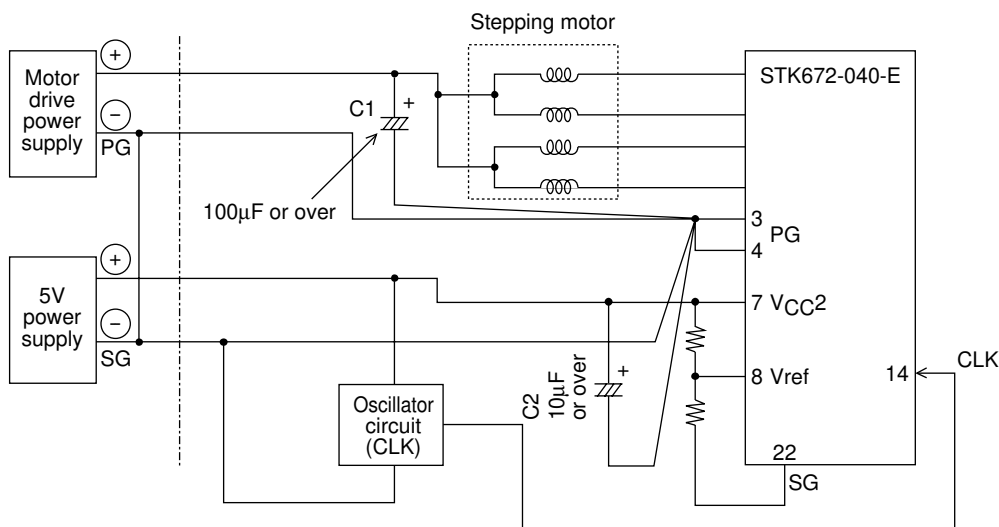 Stepping motor
Motor
drive
power
supply
+
−
PG
C1
+
100μF or over
STK672-040-E
3
PG
4
5V
power
supply
+
−
SG
7 VCC2
8 Vref
14
CLK
C2
10μF
or over
+
Oscillator
circuit
(CLK)
22
SG